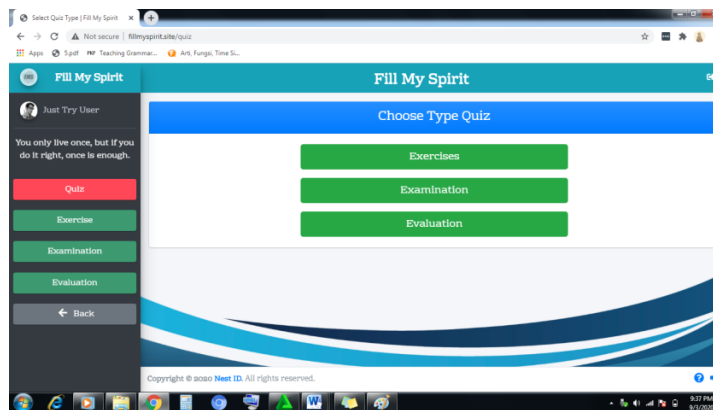 Select Quiz Type | Fill My Spirit
Not secure | fillmyspirit.site/quiz
Apps 5.pdf Teaching Grammar... Arti, Fungsi, Time Si...
Fill My Spirit
Fill My Spirit
Just Try User
You only live once, but if you
do it right, once is enough.
Quiz
Exercise
Examination
Evaluation
Back
Choose Type Quiz
Exercises
Examination
Evaluation
Copyright © 2020 Nest ID. All rights reserved.
9:37 PM
9/3/2020